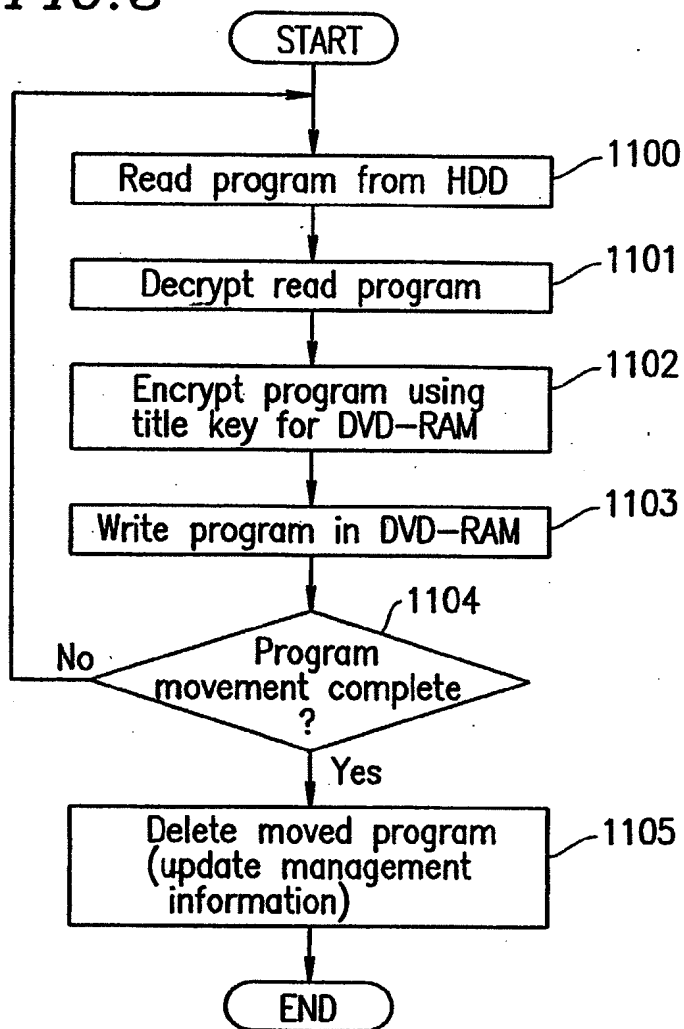 START
Read program from HDD
1100
Decrypt read program
1101
Encrypt program using
title key for DVD-RAM
1102
Write program in DVD-RAM
1103
1104
Program
movement complete
?
No
Yes
Delete moved program
(update management
information)
1105
END